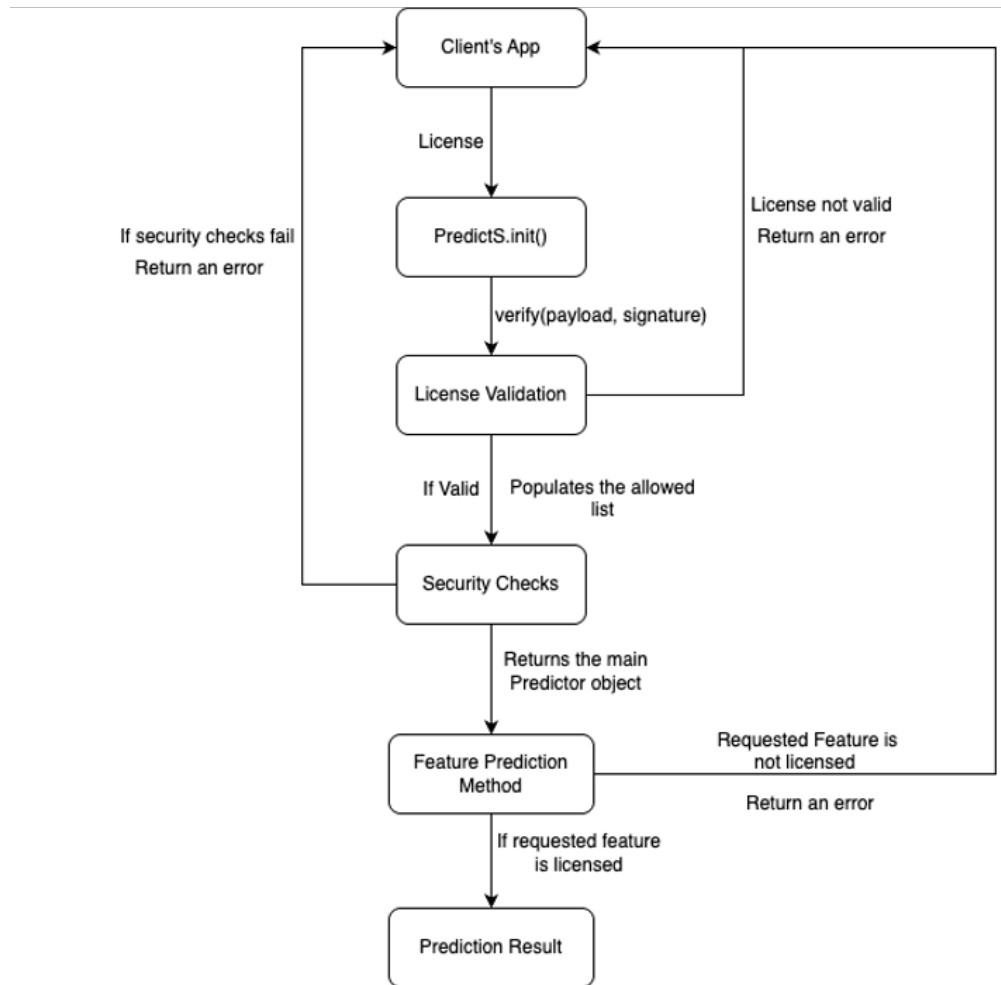 Client's App
License
PredictS.init()
If security checks fail
Return an error
License not valid
Return an error
verify(payload, signature)
License Validation
If Valid
Populates the allowed
list
Security Checks
Returns the main
Predictor object
Feature Prediction
Method
Requested Feature is
not licensed
Return an error
If requested feature
is licensed
Prediction Result